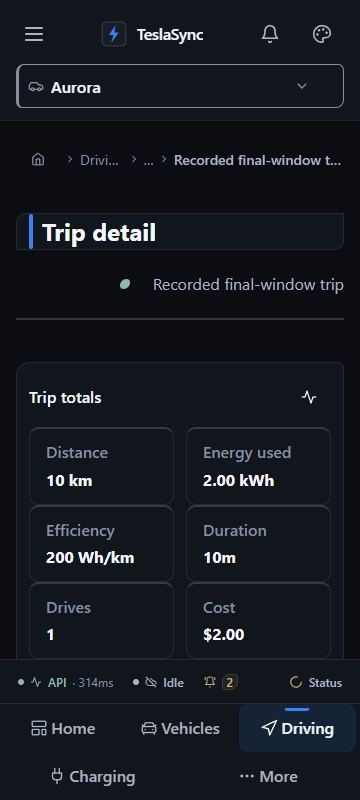 TeslaSync
Aurora
Drivi... > ... > Recorded final-window t...
Trip detail
Recorded final-window trip
Trip totals
Distance
10 km
Energy used
2.00 kWh
Efficiency
200 Wh/km
Duration
10m
Drives
1
Cost
$2.00
API · 314ms Idle 2 Status
Home Vehicles Driving
Charging More